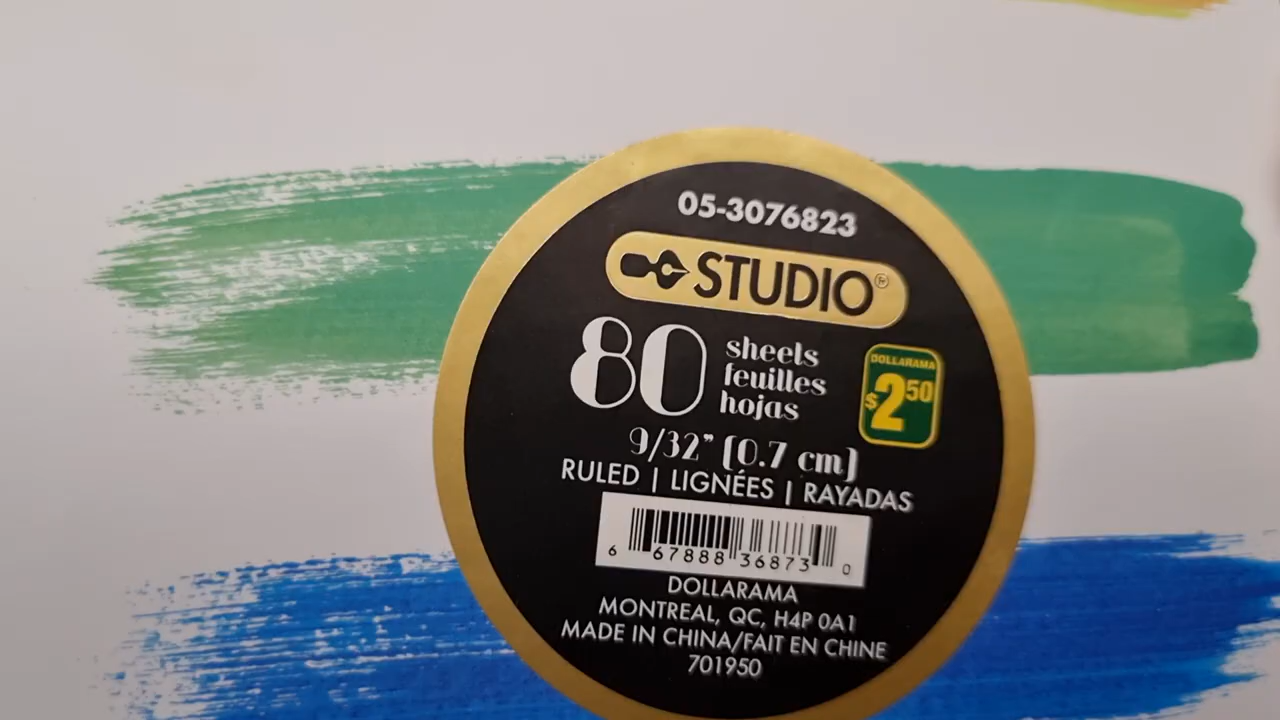 05-3076823
STUDIO®
80 sheets
feuilles
hojas
DOLLARAMA
$2.50
9/32” (0.7 cm)
RULED | LIGNÉES | RAYADAS
6 67888 36873 0
DOLLARAMA
MONTREAL, QC, H4P 0A1
MADE IN CHINA/FAIT EN CHINE
701950